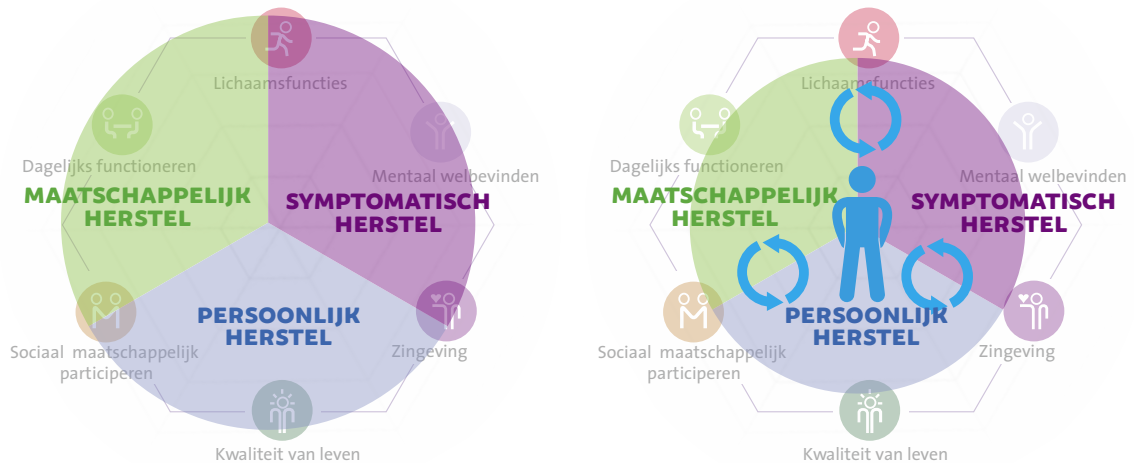 Lichaamsfuncties
Dagelijks functioneren
Mentaal welbevinden
MAATSCHAPPELIJK
HERSTEL
SYMPTOMATISCH
HERSTEL
PERSOONLIJK
HERSTEL
Sociaal maatschappelijk
participeren
Zingeving
Kwaliteit van leven
Lichaamsfuncties
Dagelijks functioneren
Mentaal welbevinden
MAATSCHAPPELIJK
HERSTEL
SYMPTOMATISCH
HERSTEL
PERSOONLIJK
HERSTEL
Sociaal maatschappelijk
participeren
Zingeving
Kwaliteit van leven